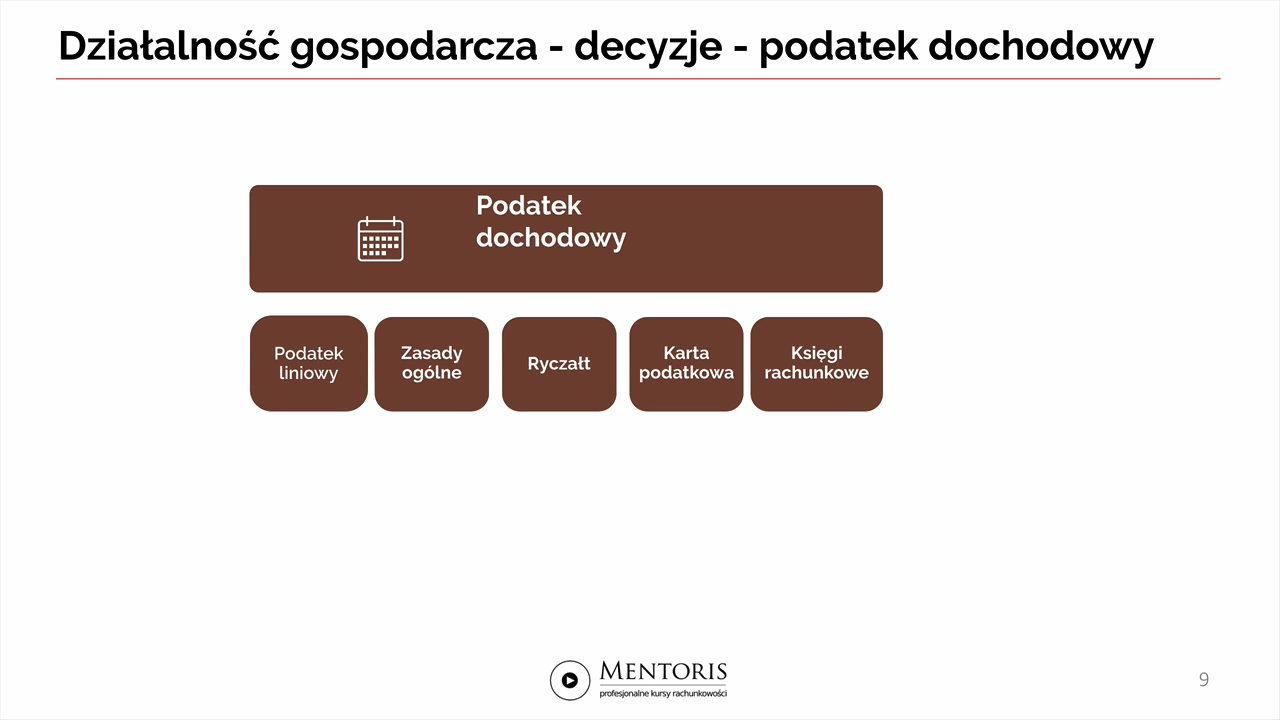 Działalność gospodarcza - decyzje - podatek dochodowy
Podatek
dochodowy
Podatek
liniowy
Zasady
ogólne
Ryczałt
Karta
podatkowa
Księgi
rachunkowe
MENTORIS
profesjonalne kursy rachunkowości
9